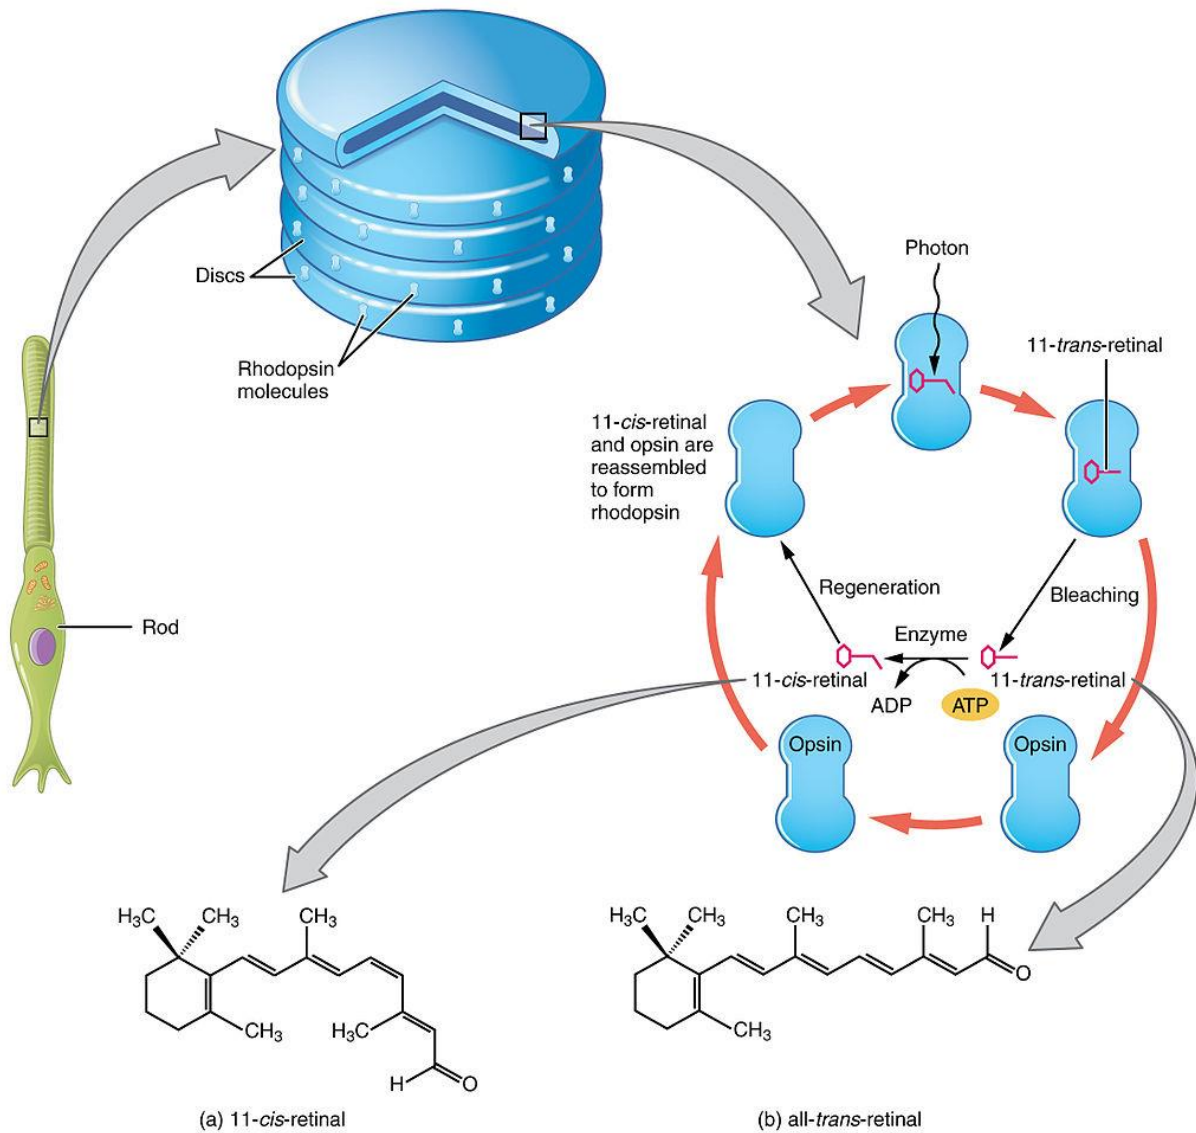 Discs
Rhodopsin
molecules
Rod
Photon
11-trans-retinal
11-cis-retinal
and opsin are
reassembled
to form
rhodopsin
Regeneration
Bleaching
Enzyme
11-cis-retinal
11-trans-retinal
ADP
ATP
Opsin
Opsin
H₃C
CH₃
CH₃
CH₃
H₃C
H
O
H₃C
CH₃
CH₃
CH₃
H
O
CH₃
(a) 11-cis-retinal
(b) all-trans-retinal